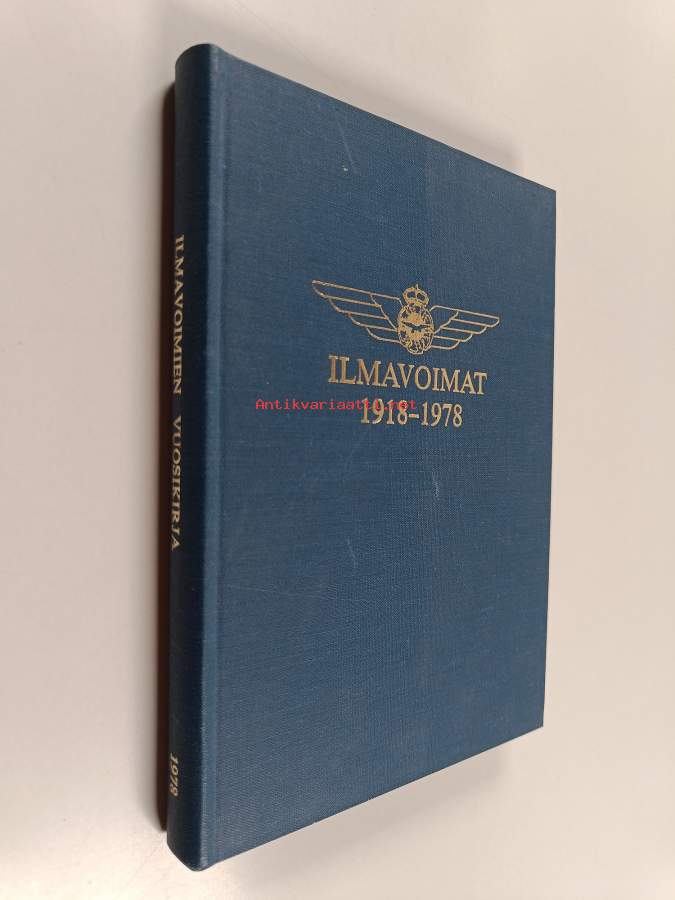 ILMAVOIMIEN VUOSIKIRJA 1978
ILMAVOIMAT
Antikvariaatti.net
1918-1978